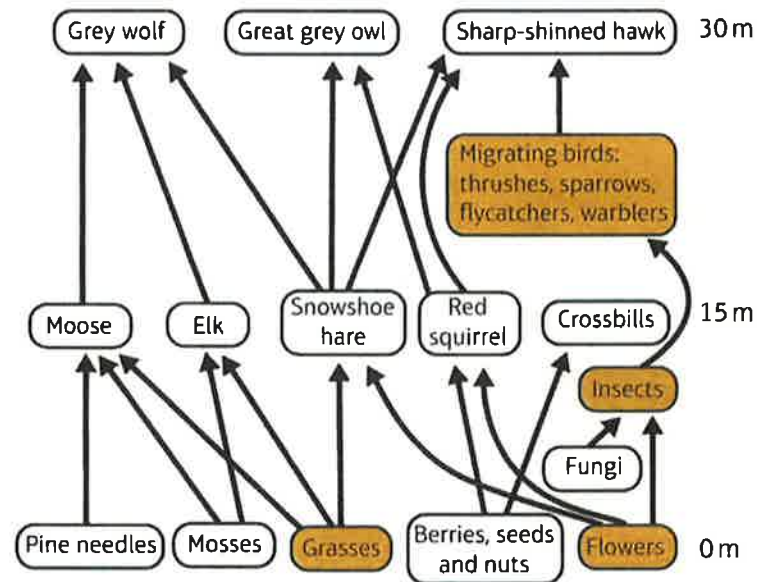 Grey wolf
Great grey owl
Sharp-shinned hawk
30 m
Migrating birds:
thrushes, sparrows,
flycatchers, warblers
Moose
Elk
Snowshoe
hare
Red
squirrel
Crossbills
15 m
Insects
Fungi
Pine needles
Mosses
Grasses
Berries, seeds
and nuts
Flowers
0 m